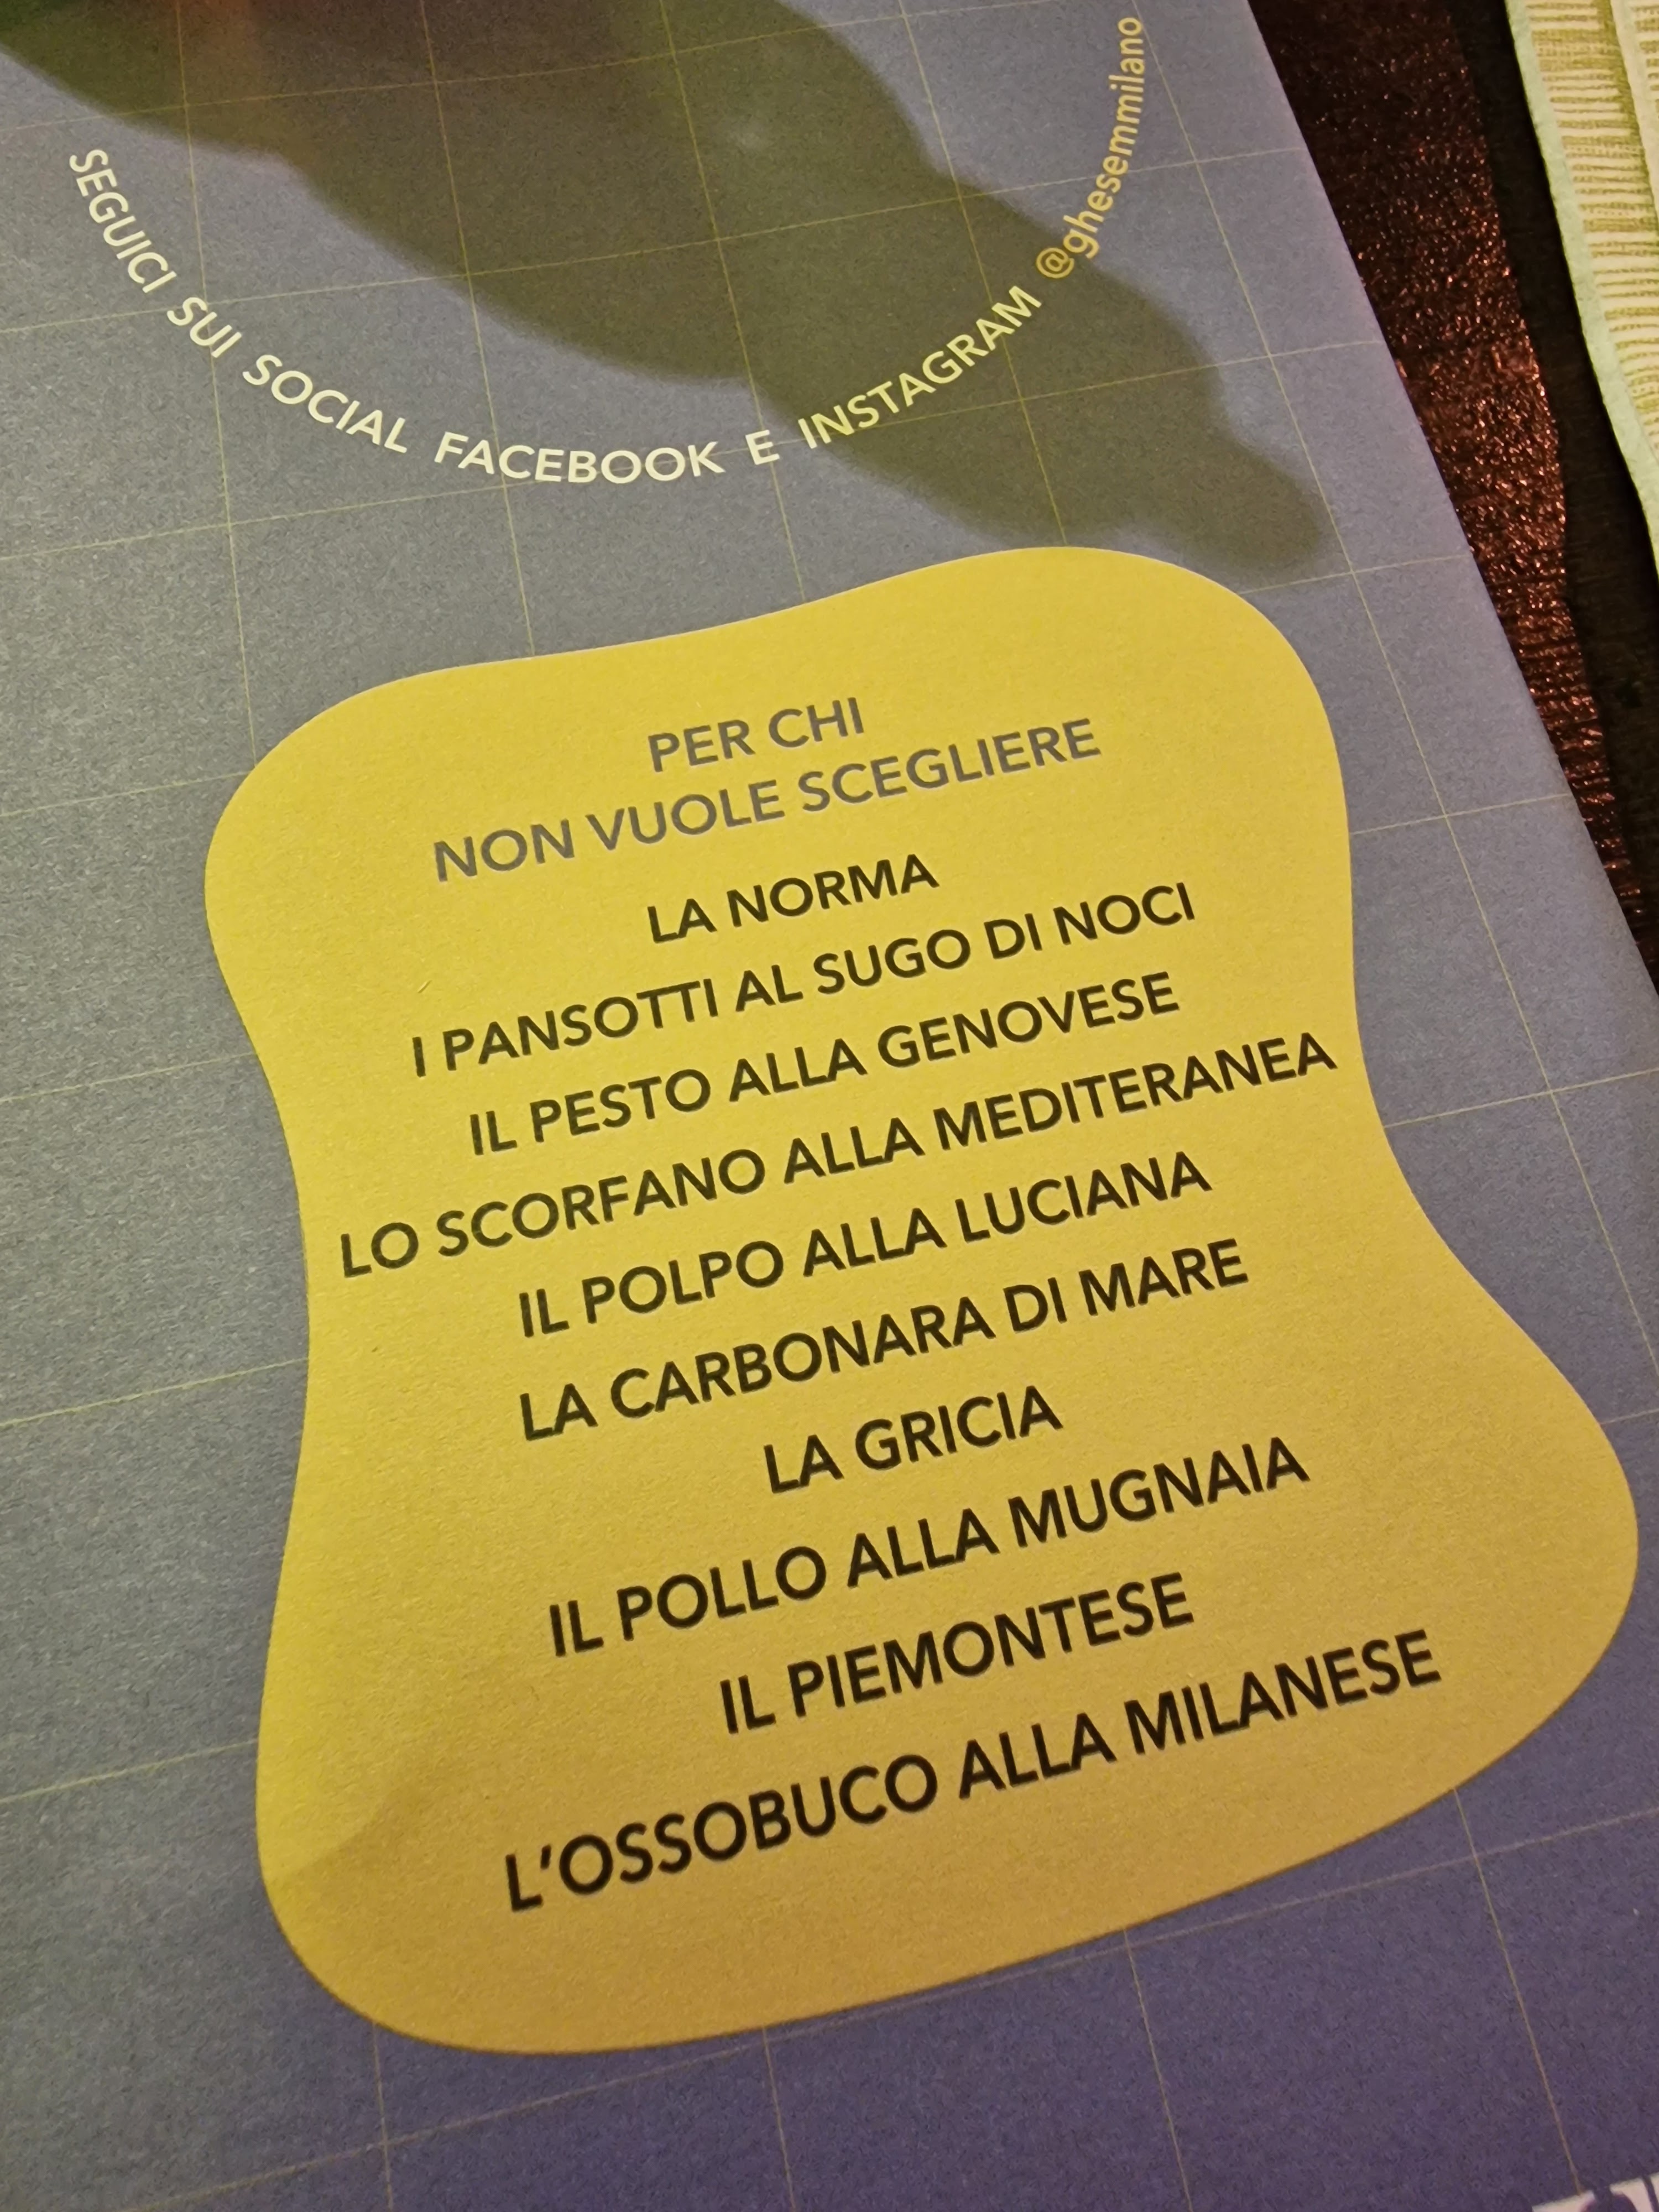 SEGUICI SUI SOCIAL FACEBOOK E INSTAGRAM @ghesemmilano
PER CHI
NON VUOLE SCEGLIERE
LA NORMA
I PANSOTTI AL SUGO DI NOCI
IL PESTO ALLA GENOVESE
LO SCORFANO ALLA MEDITERANEA
IL POLPO ALLA LUCIANA
LA CARBONARA DI MARE
LA GRICIA
IL POLLO ALLA MUGNAIA
IL PIEMONTESE
L'OSSOBUCO ALLA MILANESE